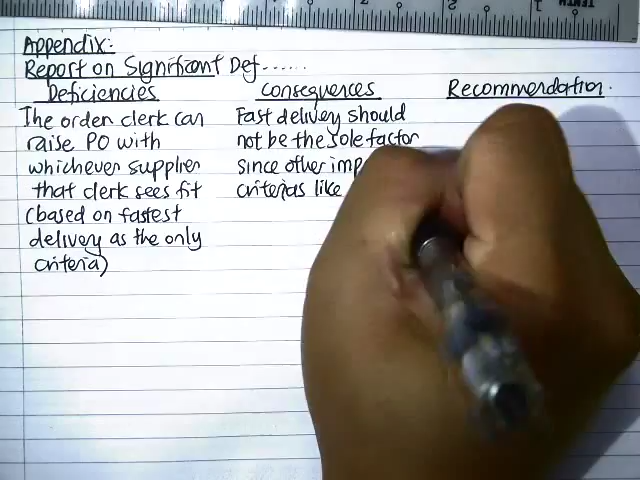 Appendix:
Report on Significant Def......
Deficiencies Consequences Recommendation.
The order clerk can Fast delivey should
raise PO with not be the sole factor
whichever supplier since other imp
that clerk sees fit criterias like
(based on fastest
delivery as the only
criteria)